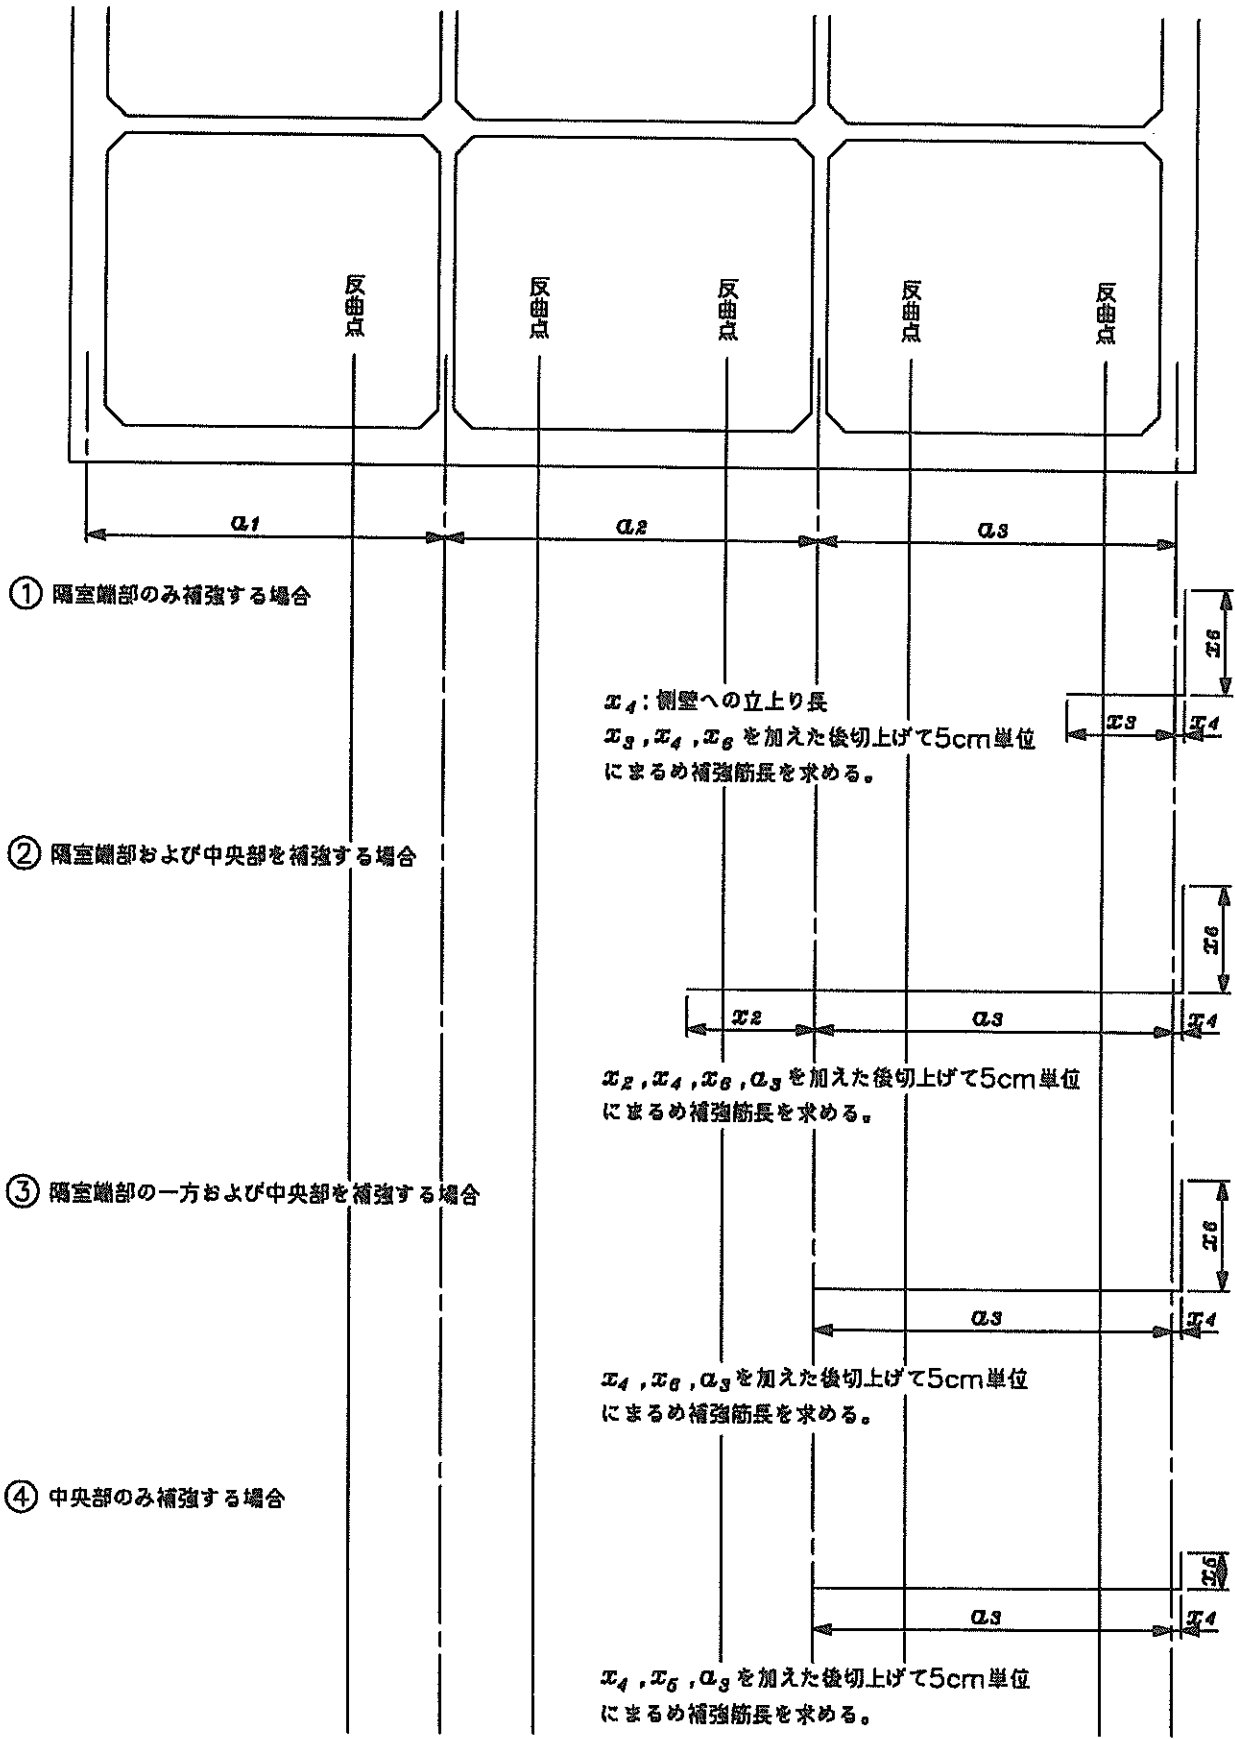 反曲点
反曲点
反曲点
反曲点
反曲点
a1
a2
a3
① 隔室端部のみ補強する場合
x6
x4：側壁への立上り長
x3
x4
x3，x4，x6を加えた後切上げて5cm単位
にまるめ補強筋長を求める。
② 隔室端部および中央部を補強する場合
x6
x2
a3
x4
x2，x4，x6，a3を加えた後切上げて5cm単位
にまるめ補強筋長を求める。
③ 隔室端部の一方および中央部を補強する場合
x6
a3
x4
x4，x6，a3を加えた後切上げて5cm単位
にまるめ補強筋長を求める。
④ 中央部のみ補強する場合
x5
a3
x4
x4，x5，a3を加えた後切上げて5cm単位
にまるめ補強筋長を求める。